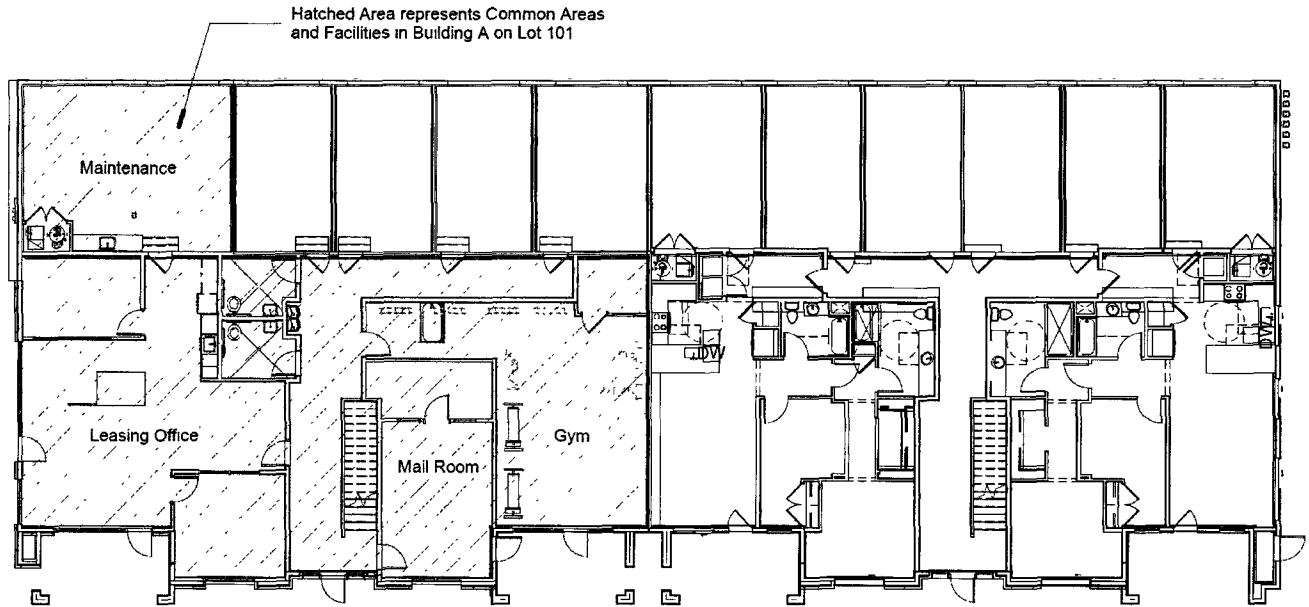 Hatched Area represents Common Areas
and Facilities in Building A on Lot 101
Maintenance
Leasing Office
Mail Room
Gym
DW
DW